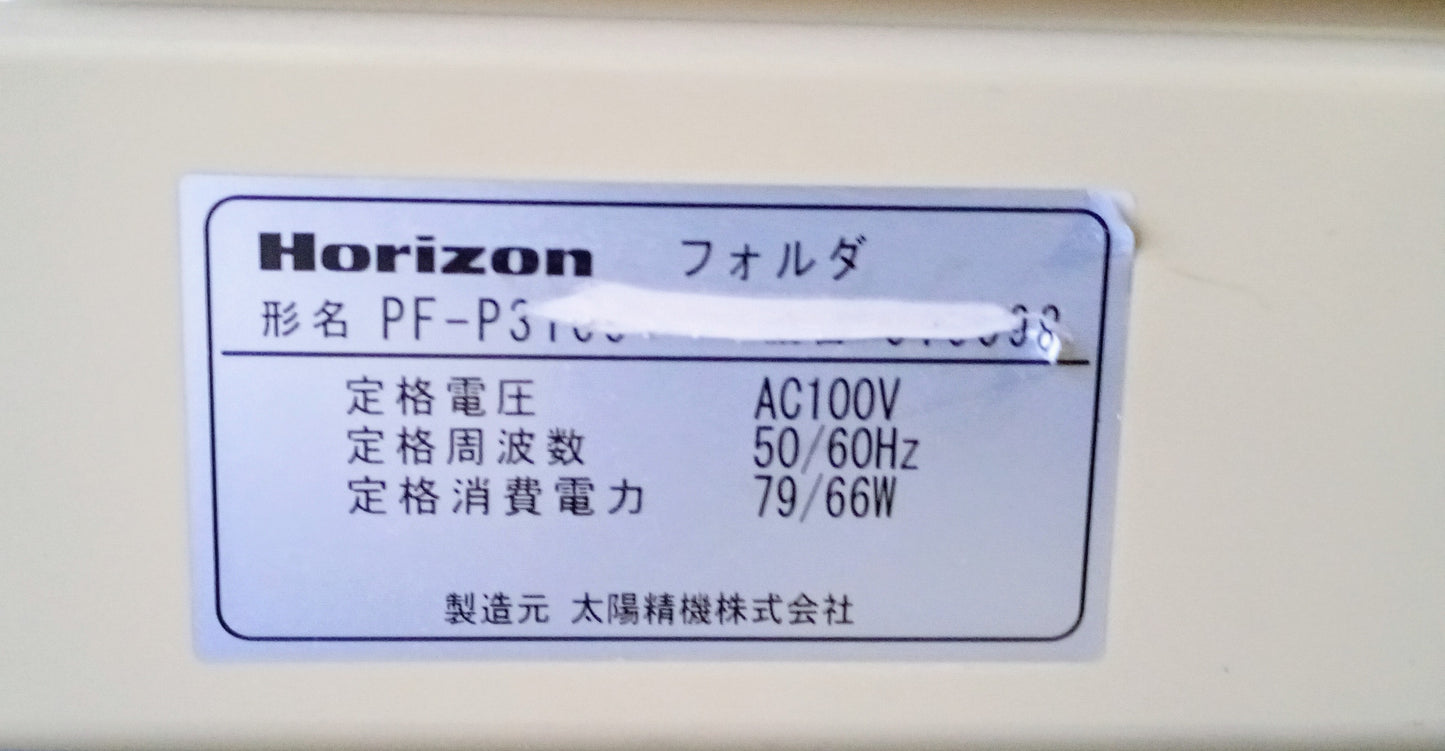 Horizon フォルダ
形名
定格電圧 AC100V
定格周波数 50/60Hz
定格消費電力 79/66W
製造元 太陽精機株式会社